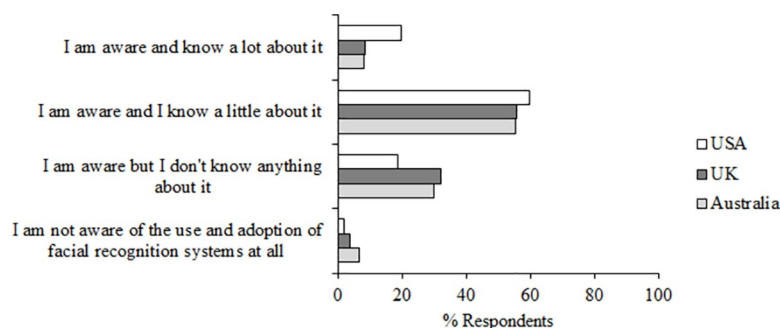 I am aware and know a lot about it
I am aware and I know a little about it
I am aware but I don't know anything
about it
I am not aware of the use and adoption of
facial recognition systems at all
USA
UK
Australia
0 20 40 60 80 100
% Respondents